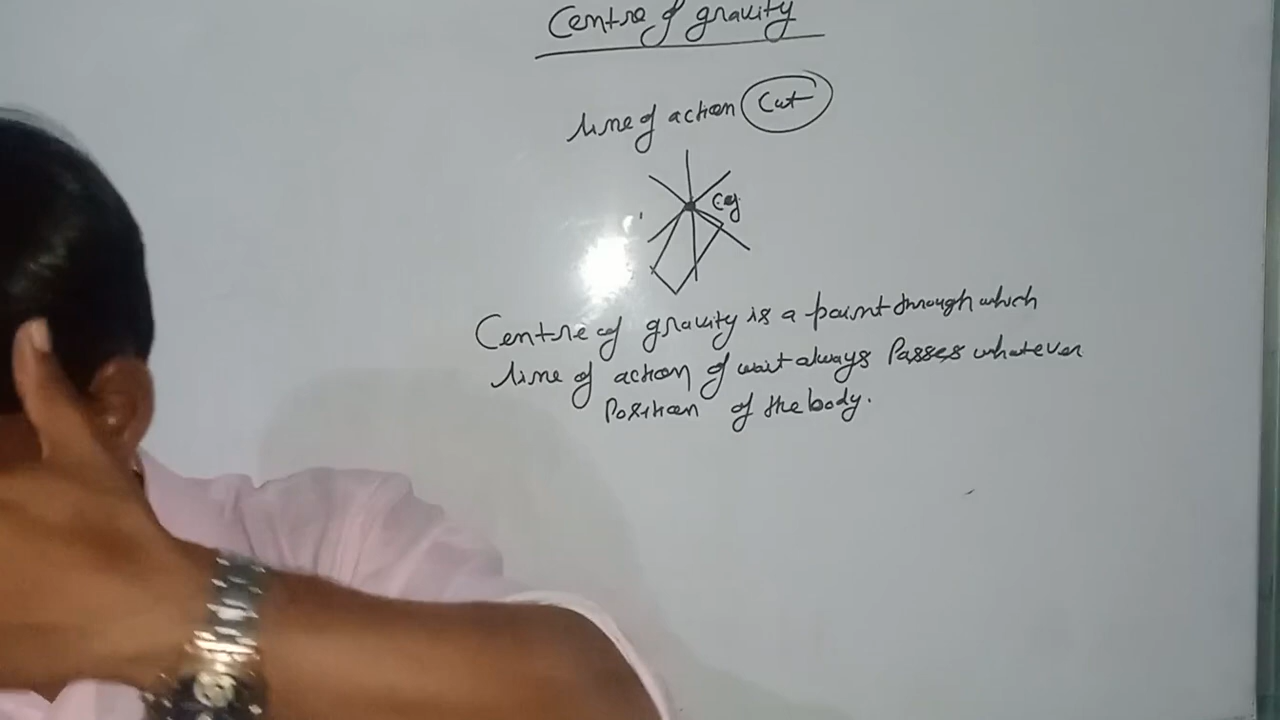 Centre of gravity
line of action Cwt
Cg.
Centre of gravity is a point through which
line of action of wait always Passes whatever
Position of the body.